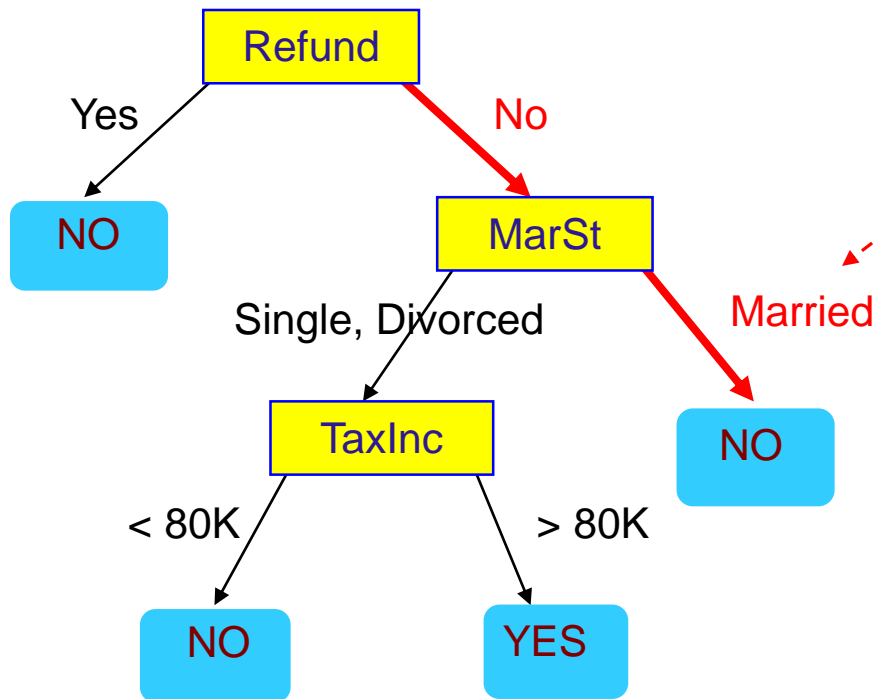 Refund
Yes
No
NO
MarSt
Married
Single, Divorced
TaxInc
NO
< 80K
> 80K
NO
YES